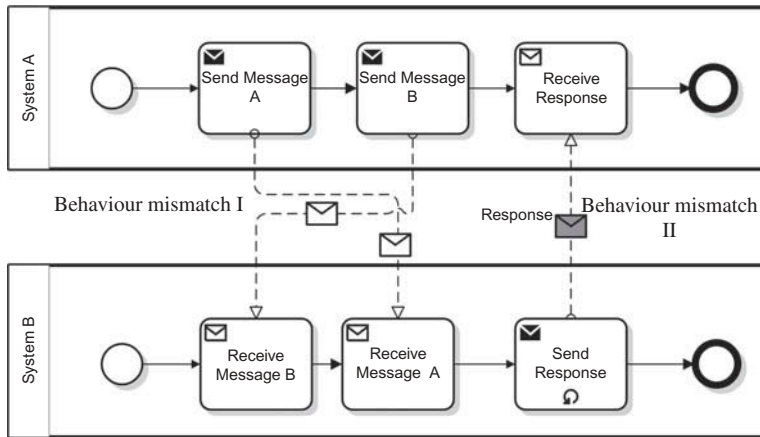 System A
Send Message
A
Send Message
B
Receive
Response
Behaviour mismatch I
Response
Behaviour mismatch
II
System B
Receive
Message B
Receive
Message A
Send
Response